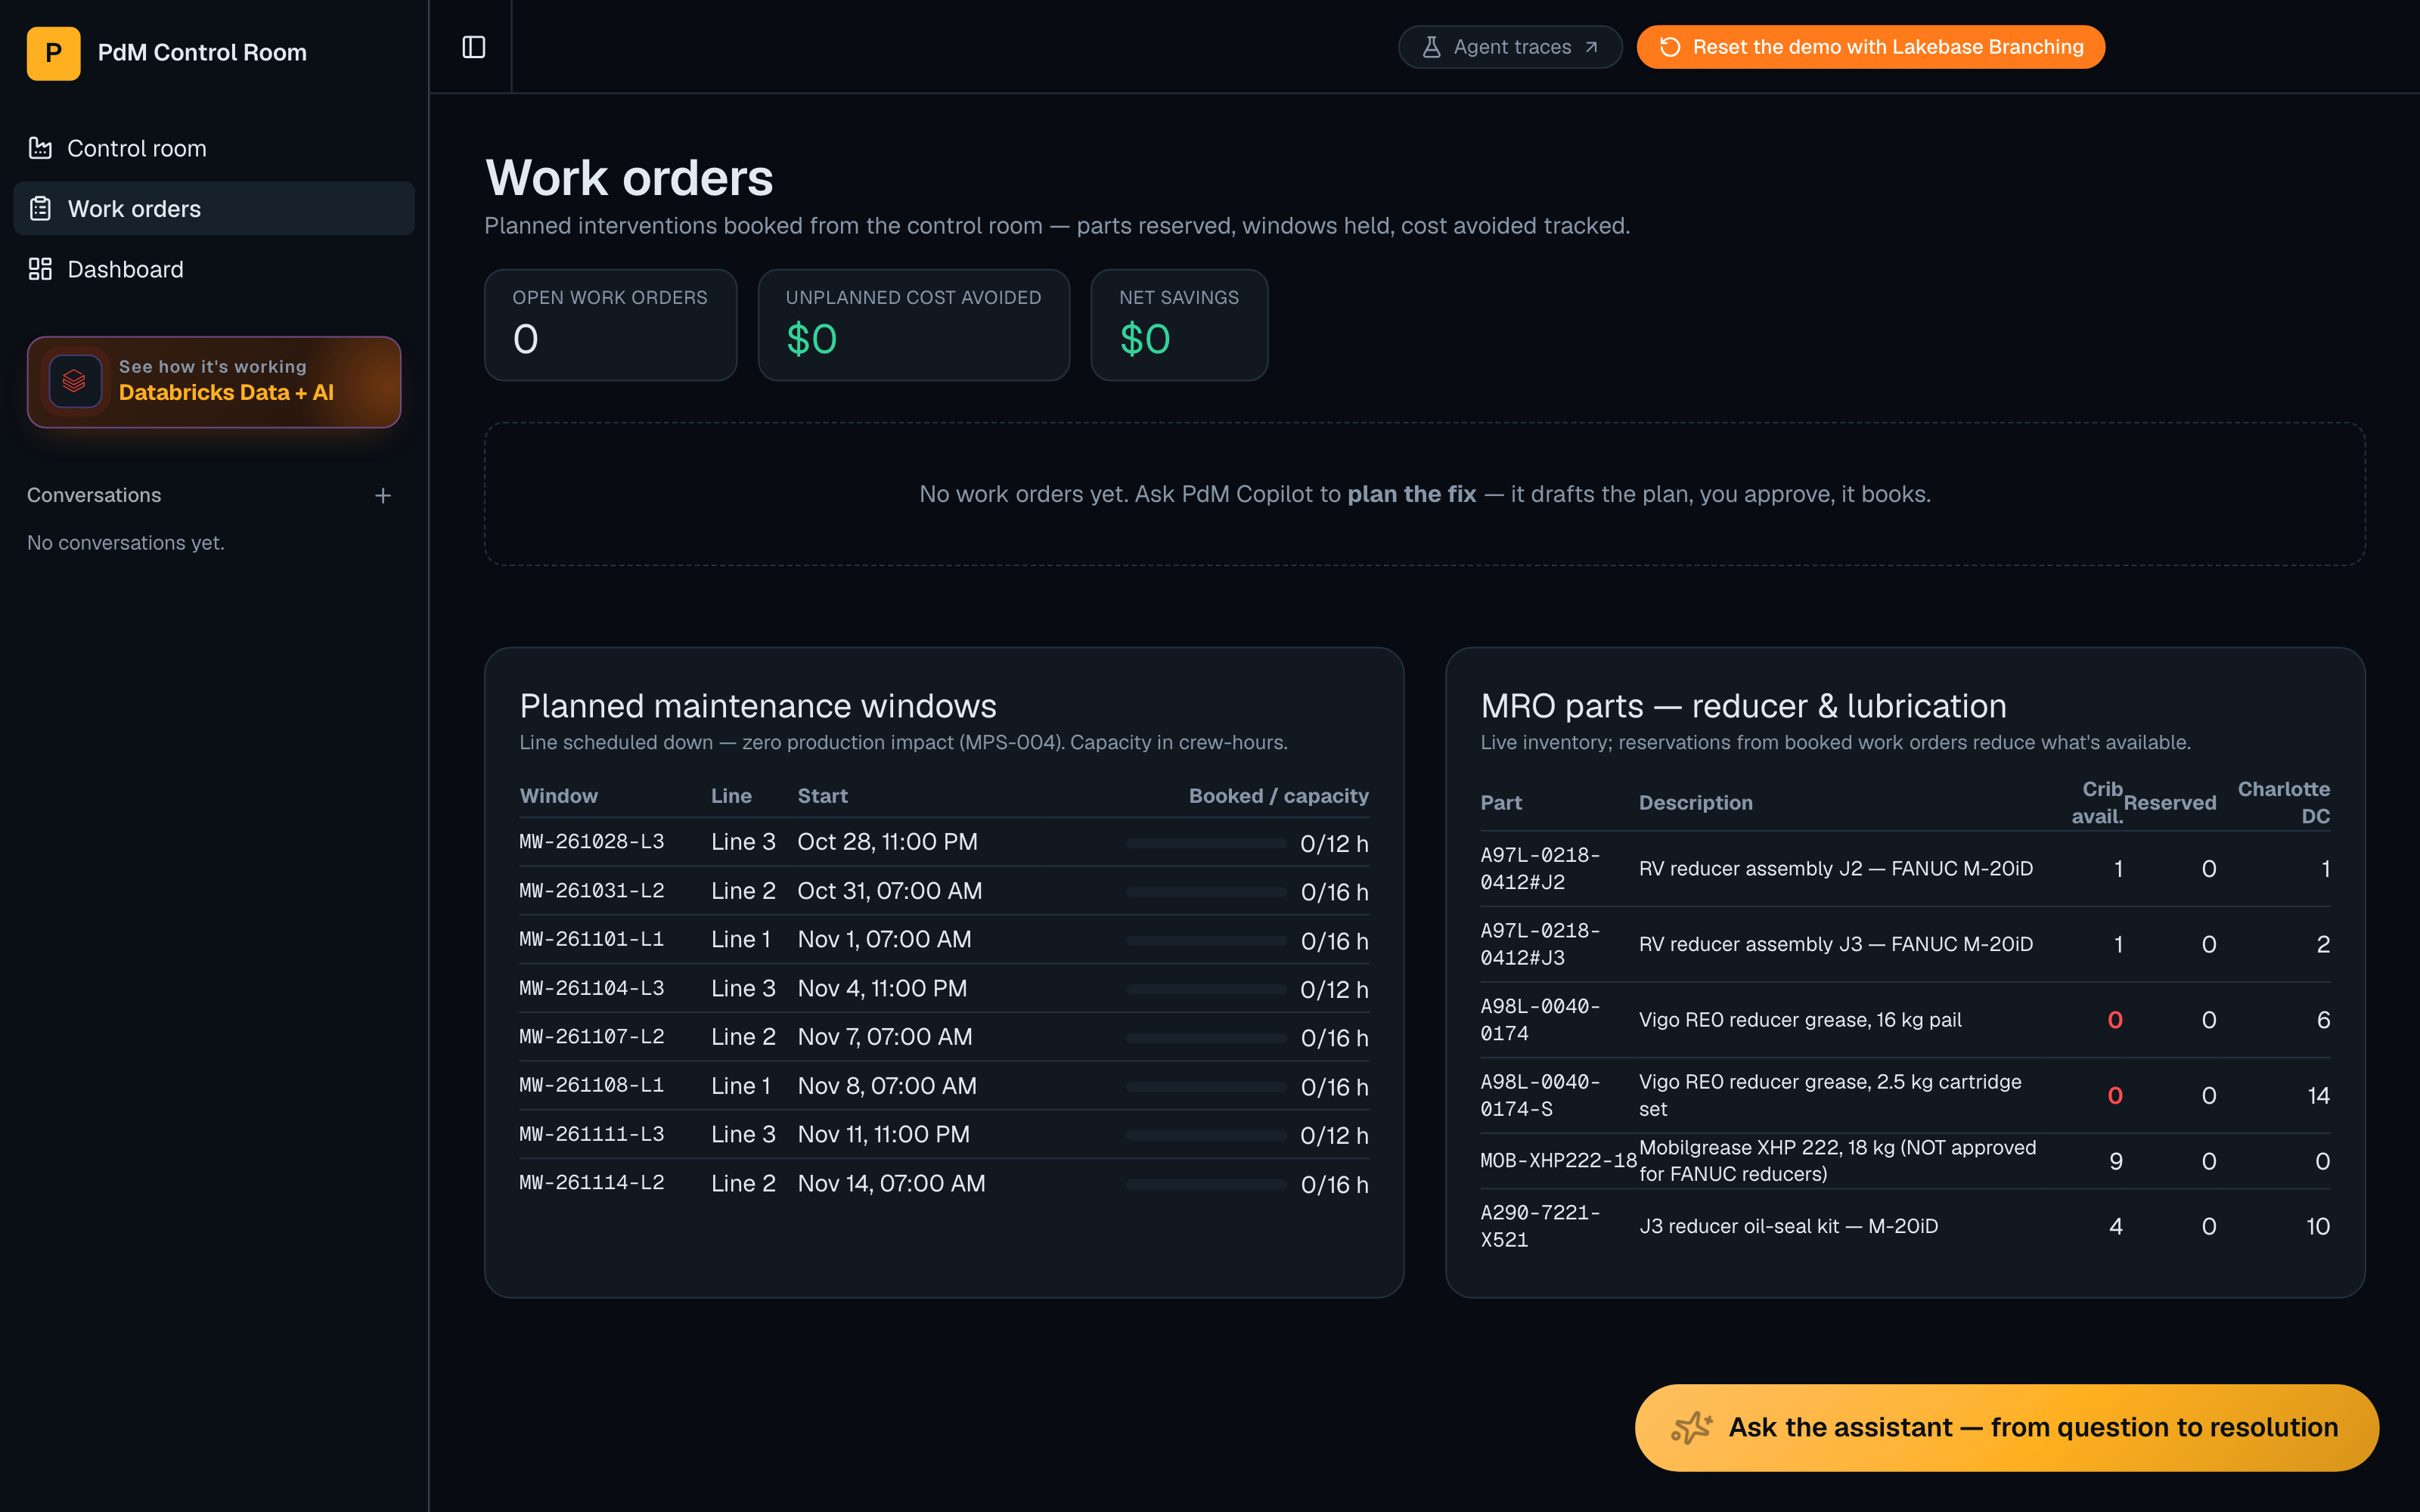 P PdM Control Room
Agent traces
Reset the demo with Lakebase Branching
Control room
Work orders
Dashboard
See how it's working
Databricks Data + AI
Conversations
No conversations yet.
Work orders
Planned interventions booked from the control room — parts reserved, windows held, cost avoided tracked.
OPEN WORK ORDERS
0
UNPLANNED COST AVOIDED
$0
NET SAVINGS
$0
No work orders yet. Ask PdM Copilot to plan the fix — it drafts the plan, you approve, it books.
Planned maintenance windows
Line scheduled down — zero production impact (MPS-004). Capacity in crew-hours.
Window Line Start Booked / capacity
MW-261028-L3 Line 3 Oct 28, 11:00 PM 0/12 h
MW-261031-L2 Line 2 Oct 31, 07:00 AM 0/16 h
MW-261101-L1 Line 1 Nov 1, 07:00 AM 0/16 h
MW-261104-L3 Line 3 Nov 4, 11:00 PM 0/12 h
MW-261107-L2 Line 2 Nov 7, 07:00 AM 0/16 h
MW-261108-L1 Line 1 Nov 8, 07:00 AM 0/16 h
MW-261111-L3 Line 3 Nov 11, 11:00 PM 0/12 h
MW-261114-L2 Line 2 Nov 14, 07:00 AM 0/16 h
MRO parts — reducer & lubrication
Live inventory; reservations from booked work orders reduce what's available.
Part Description Crib avail. Reserved Charlotte DC
A97L-0218-
0412#J2 RV reducer assembly J2 — FANUC M-20iD 1 0 1
A97L-0218-
0412#J3 RV reducer assembly J3 — FANUC M-20iD 1 0 2
A98L-0040-
0174 Vigo RE0 reducer grease, 16 kg pail 0 0 6
A98L-0040-
0174-S Vigo RE0 reducer grease, 2.5 kg cartridge
set 0 0 14
MOB-XHP222-18 Mobilgrease XHP 222, 18 kg (NOT approved
for FANUC reducers) 9 0 0
A290-7221-
X521 J3 reducer oil-seal kit — M-20iD 4 0 10
Ask the assistant — from question to resolution